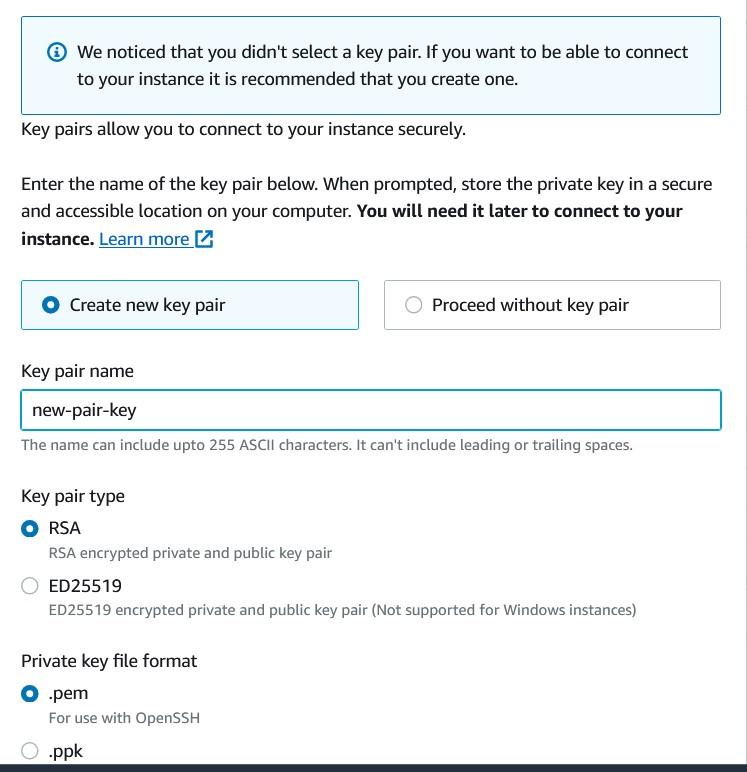 We noticed that you didn't select a key pair. If you want to be able to connect
to your instance it is recommended that you create one.
Key pairs allow you to connect to your instance securely.
Enter the name of the key pair below. When prompted, store the private key in a secure
and accessible location on your computer. You will need it later to connect to your
instance. Learn more
Create new key pair
Proceed without key pair
Key pair name
new-pair-key
The name can include upto 255 ASCII characters. It can't include leading or trailing spaces.
Key pair type
RSA
RSA encrypted private and public key pair
ED25519
ED25519 encrypted private and public key pair (Not supported for Windows instances)
Private key file format
.pem
For use with OpenSSH
.ppk